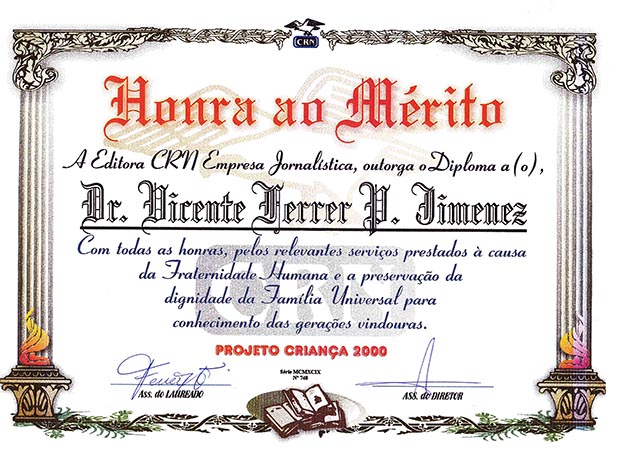 CRN
Honra ao Mérito
A Editora CRN Empresa Jornalística, outorga o Diploma a(o),
Dr. Vicente Ferrer P. Jimenez
Com todas as honras, pelos relevantes serviços prestados à causa
da Fraternidade Humana e a preservação da
dignidade da Família Universal para
conhecimento das gerações vindouras.
CRN
PROJETO CRIANÇA 2000
Série MCMXCIX
Nº 748
Ass. do LAUREADO
ASS. do DIRETOR